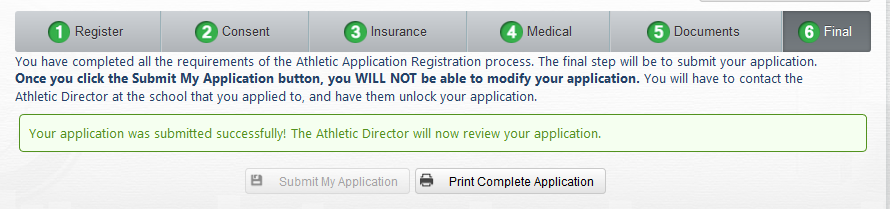 1 Register 2 Consent 3 Insurance 4 Medical 5 Documents 6 Final
You have completed all the requirements of the Athletic Application Registration process. The final step will be to submit your application.
Once you click the Submit My Application button, you WILL NOT be able to modify your application. You will have to contact the
Athletic Director at the school that you applied to, and have them unlock your application.
Your application was submitted successfully! The Athletic Director will now review your application.
Submit My Application Print Complete Application